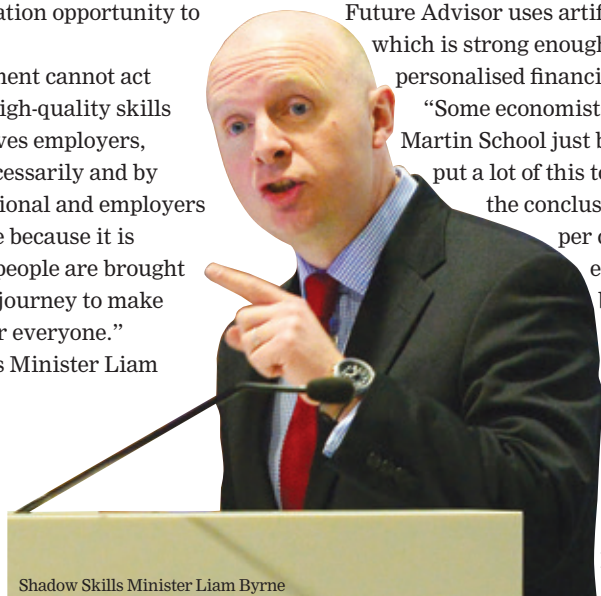 ation opportunity to
ment cannot act
igh-quality skills
ves employers,
cessarily and by
ional and employers
e because it is
people are brought
journey to make
r everyone."
s Minister Liam
Future Advisor uses artif
which is strong enough
personalised financi
"Some economist
Martin School just b
put a lot of this to
the conclus
per c
e
Shadow Skills Minister Liam Byrne